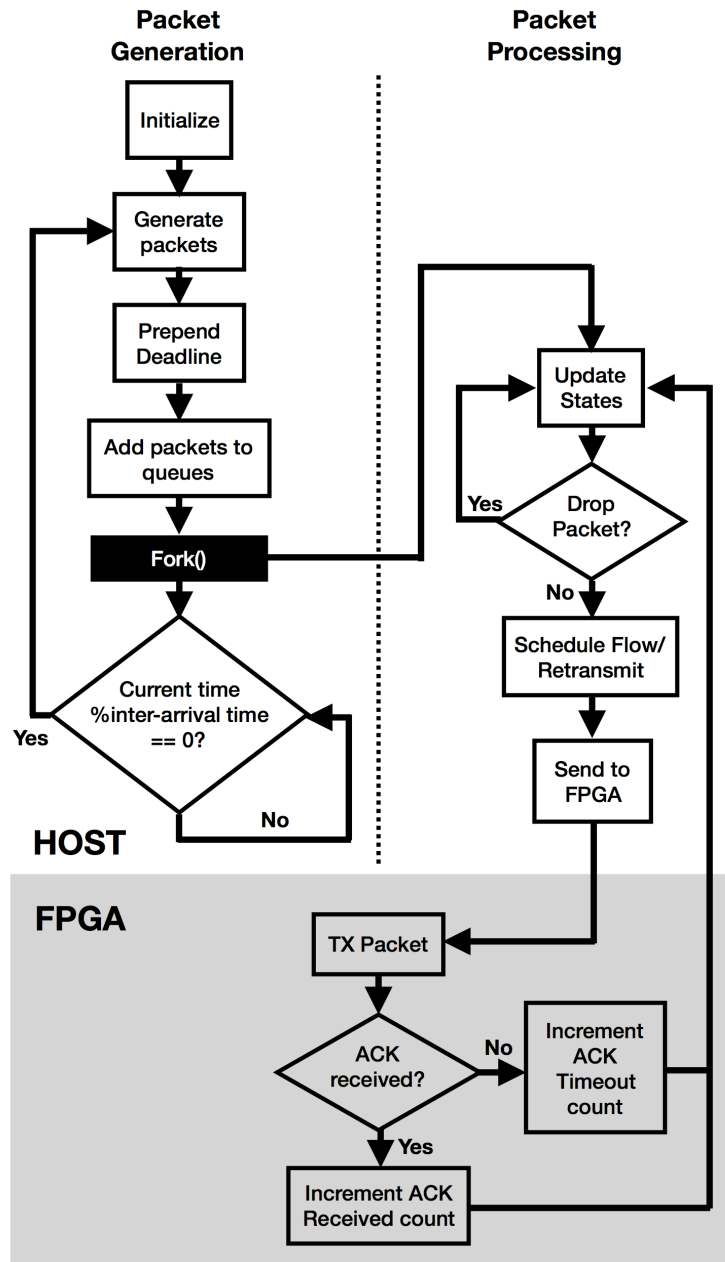 Packet
Generation
Packet
Processing
Initialize
Generate
packets
Prepend
Deadline
Add packets to
queues
Fork()
Current time
%inter-arrival time
== 0?
Yes
No
HOST
Update
States
Yes
Drop
Packet?
No
Schedule Flow/
Retransmit
Send to
FPGA
FPGA
TX Packet
ACK
received?
No
Increment
ACK
Timeout
count
Yes
Increment ACK
Received count